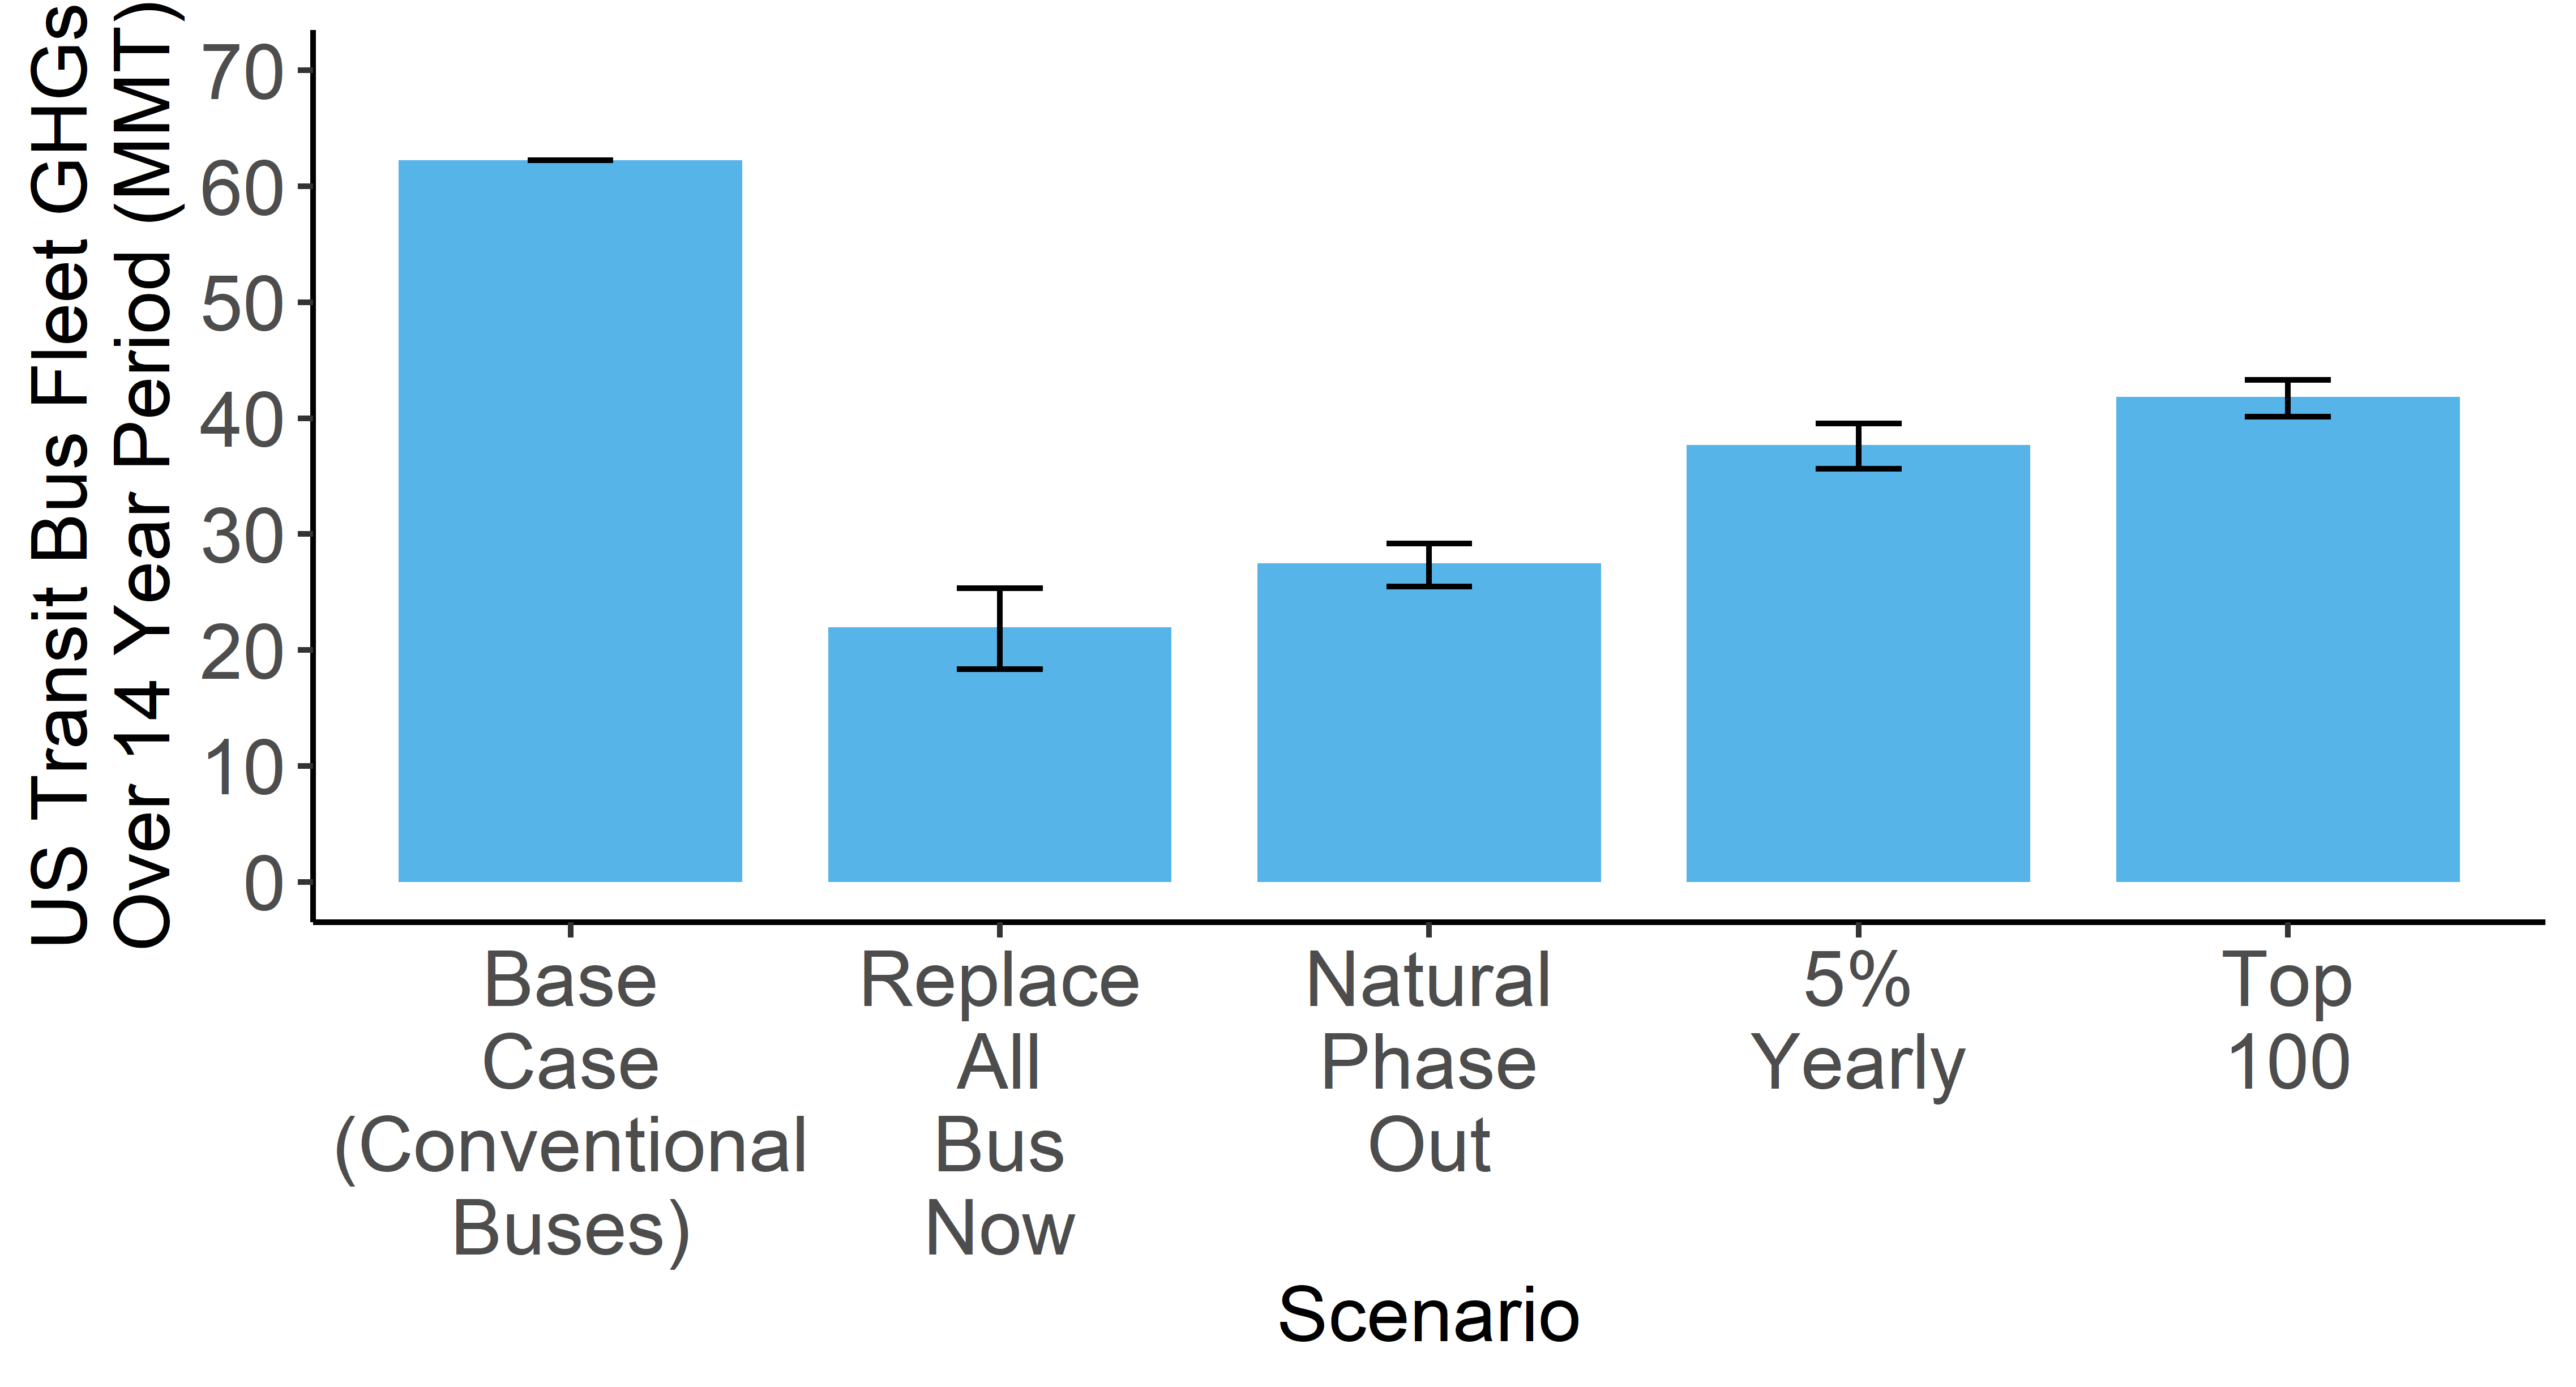 US Transit Bus Fleet GHGs
Over 14 Year Period (MMT)
70
60
50
40
30
20
10
0
Base
Case
(Conventional
Buses)
Replace
All
Bus
Now
Natural
Phase
Out
5%
Yearly
Top
100
Scenario